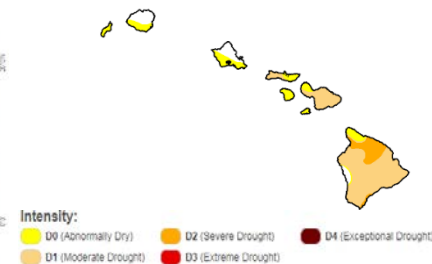 Intensity:
D0 (Abnormally Dry) D2 (Severe Drought) D4 (Exceptional Drought)
D1 (Moderate Drought) D3 (Extreme Drought)